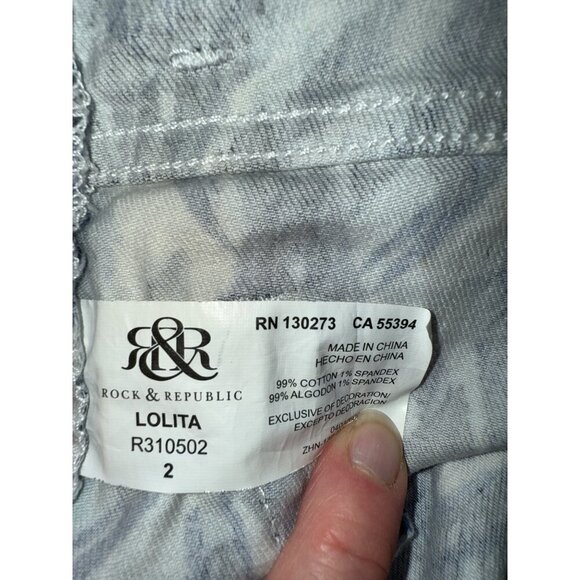 R&R
ROCK & REPUBLIC
LOLITA
R310502
2
RN 130273 CA 55394
MADE IN CHINA
HECHO EN CHINA
99% COTTON 1% SPANDEX
99% ALGODON 1% SPANDEX
EXCLUSIVE OF DECORATION/
EXCEPTO DECORACION